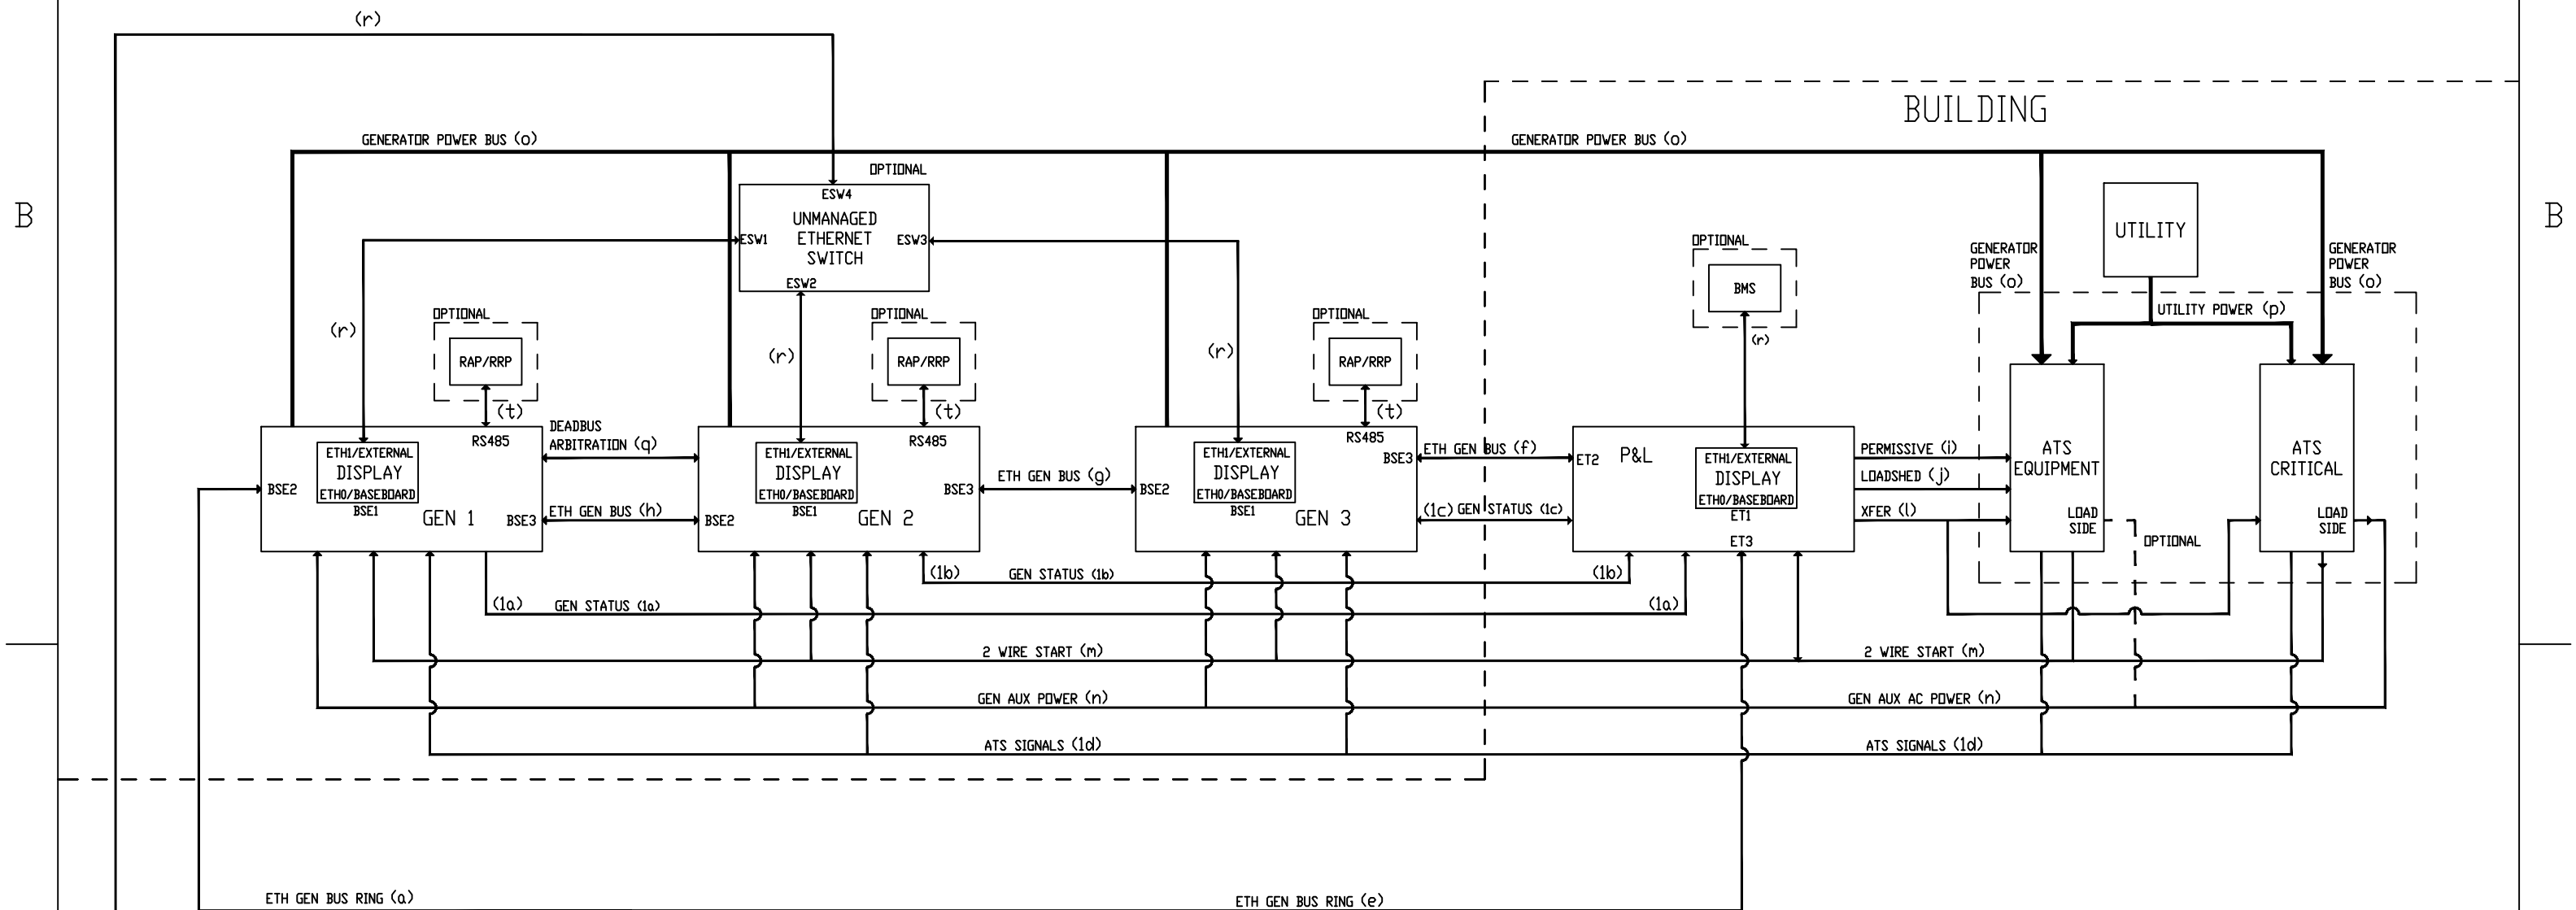 (r)
BUILDING
GENERATOR POWER BUS (o)
GENERATOR POWER BUS (o)
OPTIONAL
ESW4
UNMANAGED
ETHERNET
SWITCH
ESW1
ESW3
ESW2
B
B
UTILITY
OPTIONAL
BMS
(r)
GENERATOR
POWER
BUS (o)
GENERATOR
POWER
BUS (o)
UTILITY POWER (p)
(r)
OPTIONAL
RAP/RRP
(t)
(r)
OPTIONAL
RAP/RRP
(t)
(r)
OPTIONAL
RAP/RRP
(t)
RS485
ETH1/EXTERNAL
DISPLAY
ETH0/BASEBOARD
BSE1
BSE2
GEN 1
BSE3
DEADBUS
ARBITRATION (q)
ETH GEN BUS (h)
RS485
ETH1/EXTERNAL
DISPLAY
ETH0/BASEBOARD
BSE1
BSE2
GEN 2
BSE3
ETH GEN BUS (g)
RS485
ETH1/EXTERNAL
DISPLAY
ETH0/BASEBOARD
BSE1
BSE2
GEN 3
BSE3
ETH GEN BUS (f)
(1c) GEN STATUS (1c)
ET2
P&L
ETH1/EXTERNAL
DISPLAY
ETH0/BASEBOARD
ET1
ET3
PERMISSIVE (i)
LOADSHED (j)
XFER (l)
ATS
EQUIPMENT
LOAD
SIDE
OPTIONAL
ATS
CRITICAL
LOAD
SIDE
(1b)
GEN STATUS (1b)
(1b)
(1a)
GEN STATUS (1a)
(1a)
2 WIRE START (m)
2 WIRE START (m)
GEN AUX POWER (n)
GEN AUX AC POWER (n)
ATS SIGNALS (1d)
ATS SIGNALS (1d)
ETH GEN BUS RING (a)
ETH GEN BUS RING (e)